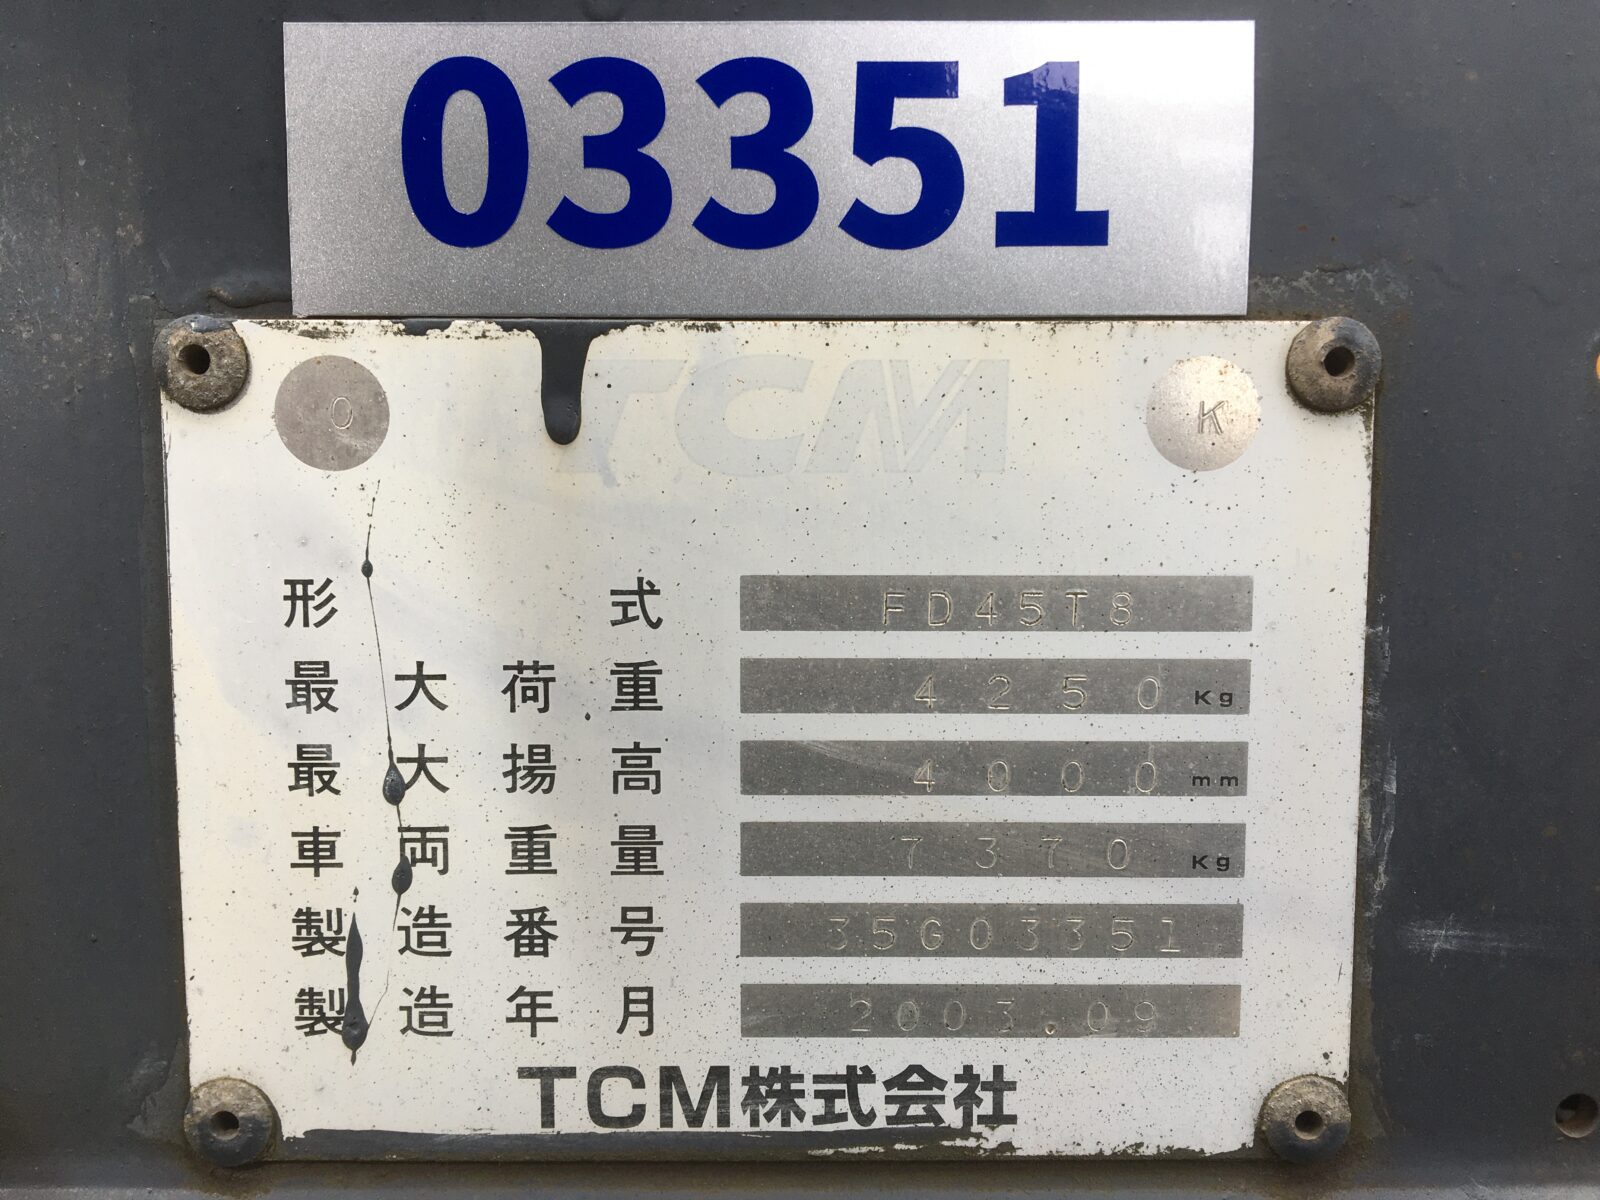 03351
O K
TCM
形式 FD45T8
最大荷重 4250 Kg
最大揚高 4000 mm
車両重量 7370 Kg
製造番号 35G03351
製造年月 2003.09
TCM株式会社